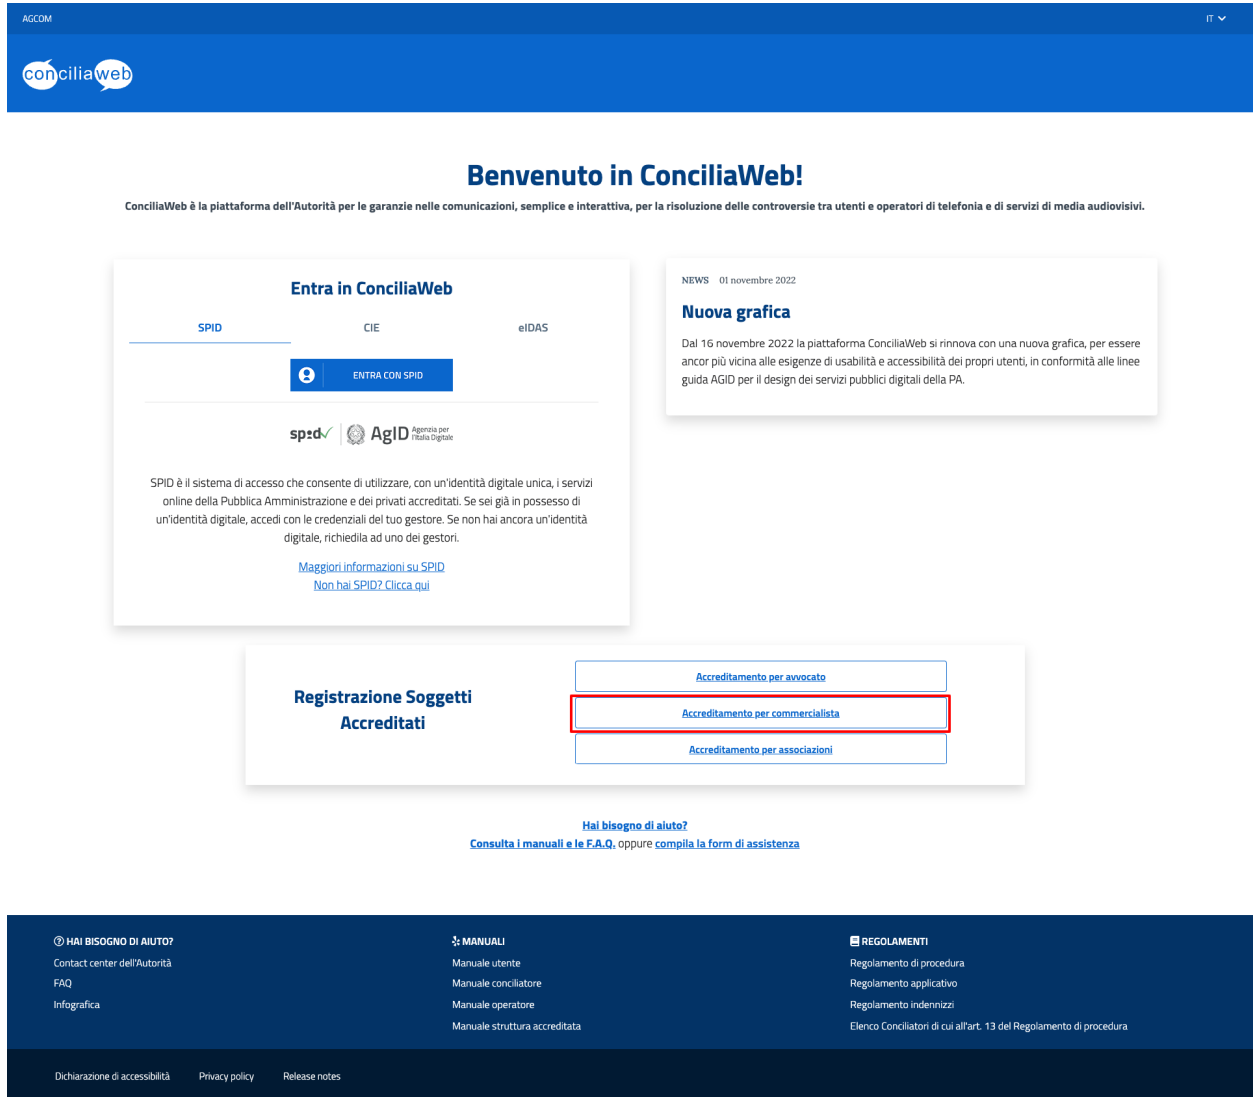 AGCOM
IT
conciliaweb
Benvenuto in ConciliaWeb!
ConciliaWeb è la piattaforma dell'Autorità per le garanzie nelle comunicazioni, semplice e interattiva, per la risoluzione delle controversie tra utenti e operatori di telefonia e di servizi di media audiovisivi.
Entra in ConciliaWeb
SPID CIE eIDAS
ENTRA CON SPID
spid AgID Agenzia per
l'Italia Digitale
SPID è il sistema di accesso che consente di utilizzare, con un'identità digitale unica, i servizi
online della Pubblica Amministrazione e dei privati accreditati. Se sei già in possesso di
un'identità digitale, accedi con le credenziali del tuo gestore. Se non hai ancora un'identità
digitale, richiedila ad uno dei gestori.
Maggiori informazioni su SPID
Non hai SPID? Clicca qui
NEWS 01 novembre 2022
Nuova grafica
Dal 16 novembre 2022 la piattaforma ConciliaWeb si rinnova con una nuova grafica, per essere
ancor più vicina alle esigenze di usabilità e accessibilità dei propri utenti, in conformità alle linee
guida AGID per il design dei servizi pubblici digitali della PA.
Registrazione Soggetti
Accreditati
Accreditamento per avvocato
Accreditamento per commercialista
Accreditamento per associazioni
Hai bisogno di aiuto?
Consulta i manuali e le F.A.Q. oppure compila la form di assistenza
HAI BISOGNO DI AIUTO?
Contact center dell'Autorità
FAQ
Infografica
MANUALI
Manuale utente
Manuale conciliatore
Manuale operatore
Manuale struttura accreditata
REGOLAMENTI
Regolamento di procedura
Regolamento applicativo
Regolamento indennizzi
Elenco Conciliatori di cui all'art. 13 del Regolamento di procedura
Dichiarazione di accessibilità Privacy policy Release notes